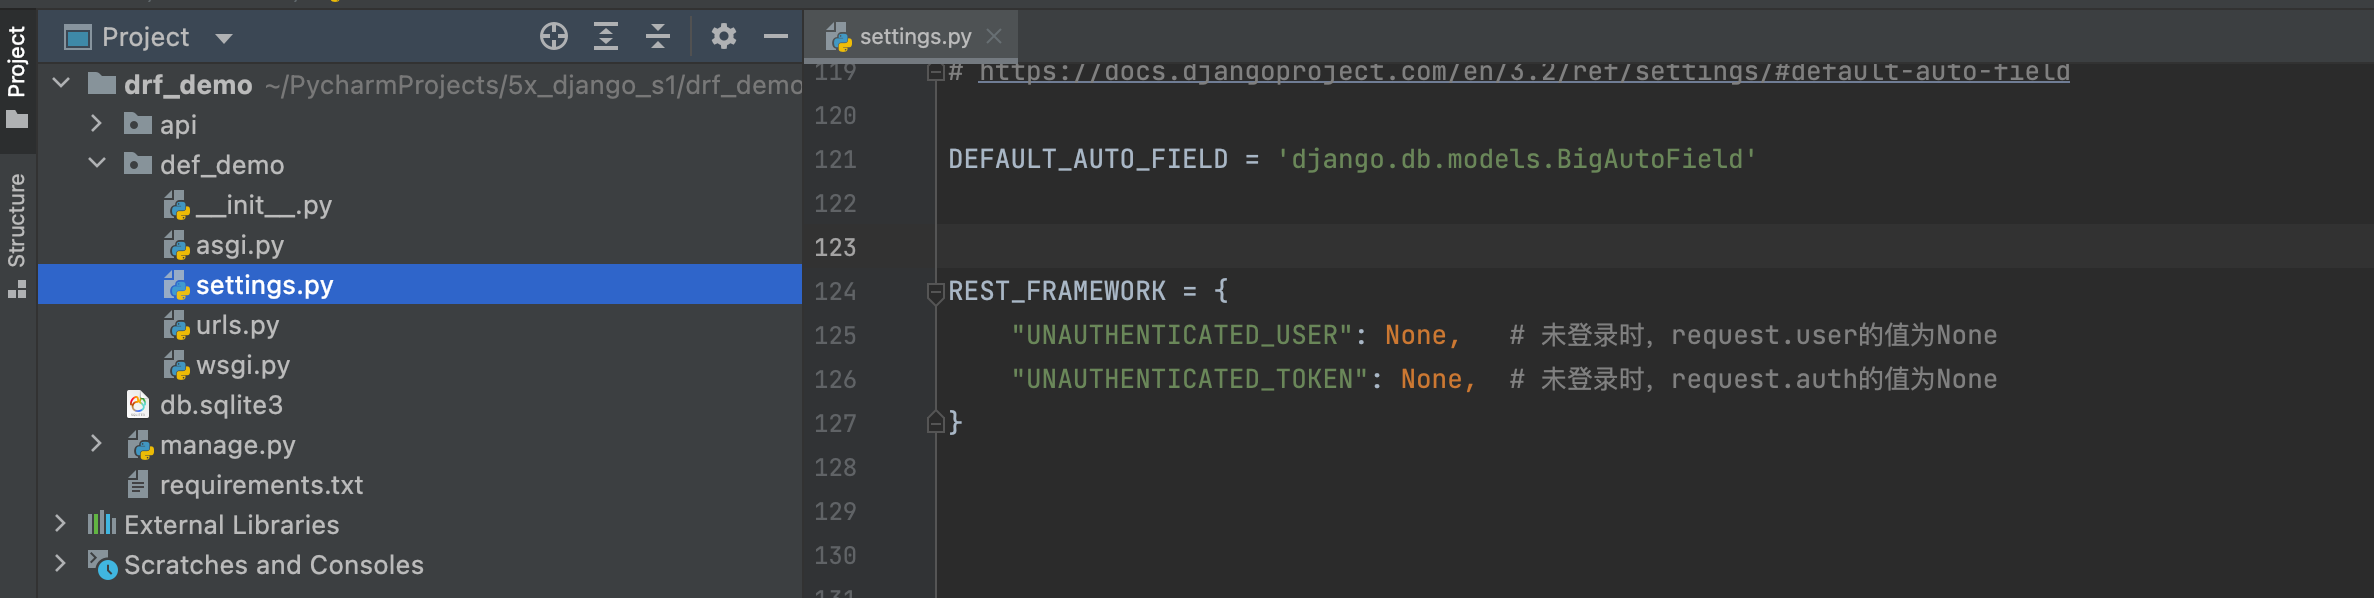 Project
Structure
Project
drf_demo ~/PycharmProjects/5x_django_s1/drf_demo
api
def_demo
__init__.py
asgi.py
settings.py
urls.py
wsgi.py
db.sqlite3
manage.py
requirements.txt
External Libraries
Scratches and Consoles
settings.py
119 # https://docs.djangoproject.com/en/3.2/ref/settings/#default-auto-field
120
121 DEFAULT_AUTO_FIELD = 'django.db.models.BigAutoField'
122
123
124 REST_FRAMEWORK = {
125 "UNAUTHENTICATED_USER": None, # 未登录时，request.user的值为None
126 "UNAUTHENTICATED_TOKEN": None, # 未登录时，request.auth的值为None
127 }
128
129
130
131